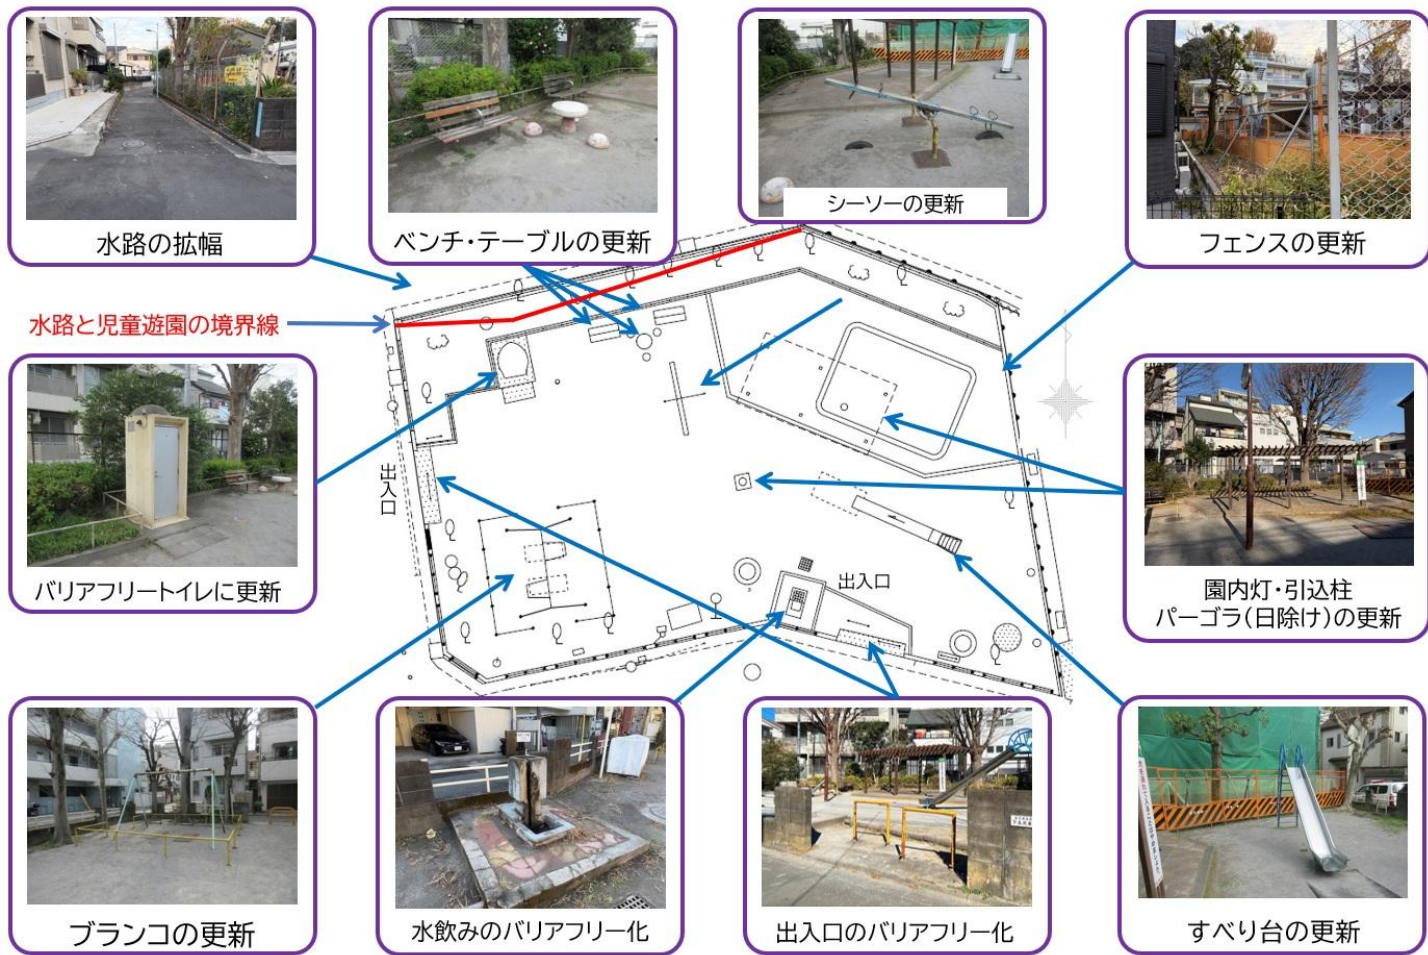 水路の拡幅
ベンチ・テーブルの更新
シーソーの更新
フェンスの更新
水路と児童遊園の境界線
バリアフリートイレに更新
出入口
出入口
園内灯・引込柱
パーゴラ(日除け)の更新
ブランコの更新
水飲みのバリアフリー化
出入口のバリアフリー化
すべり台の更新